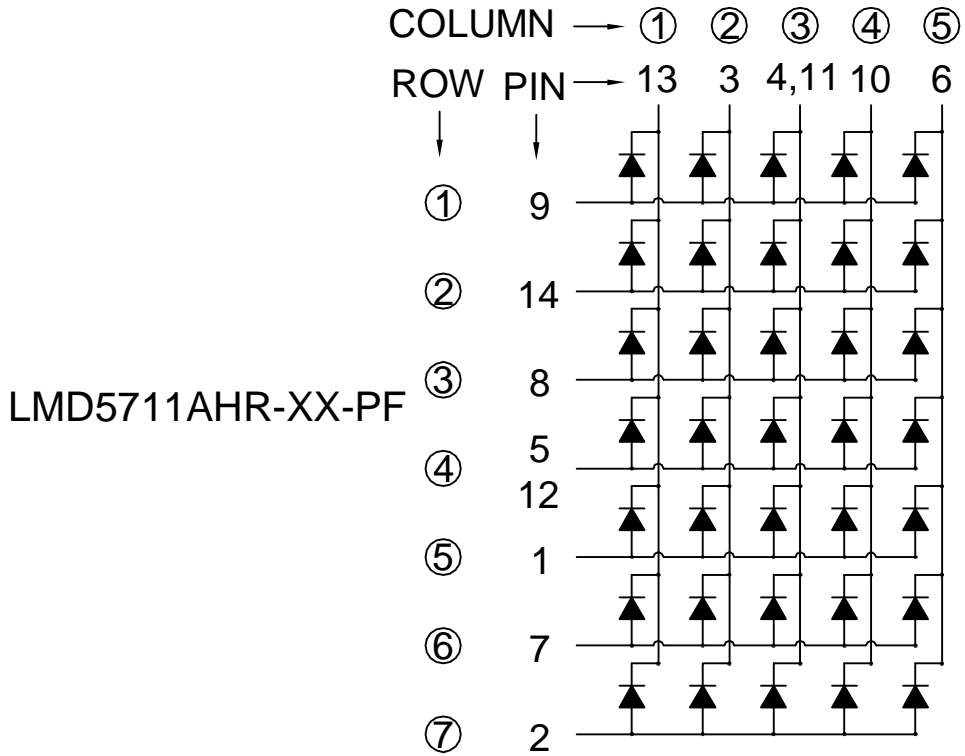 COLUMN ① ② ③ ④ ⑤
ROW PIN 13 3 4,11 10 6
① 9
② 14
③ 8
LMD5711AHR-XX-PF
④ 5
12
⑤ 1
⑥ 7
⑦ 2